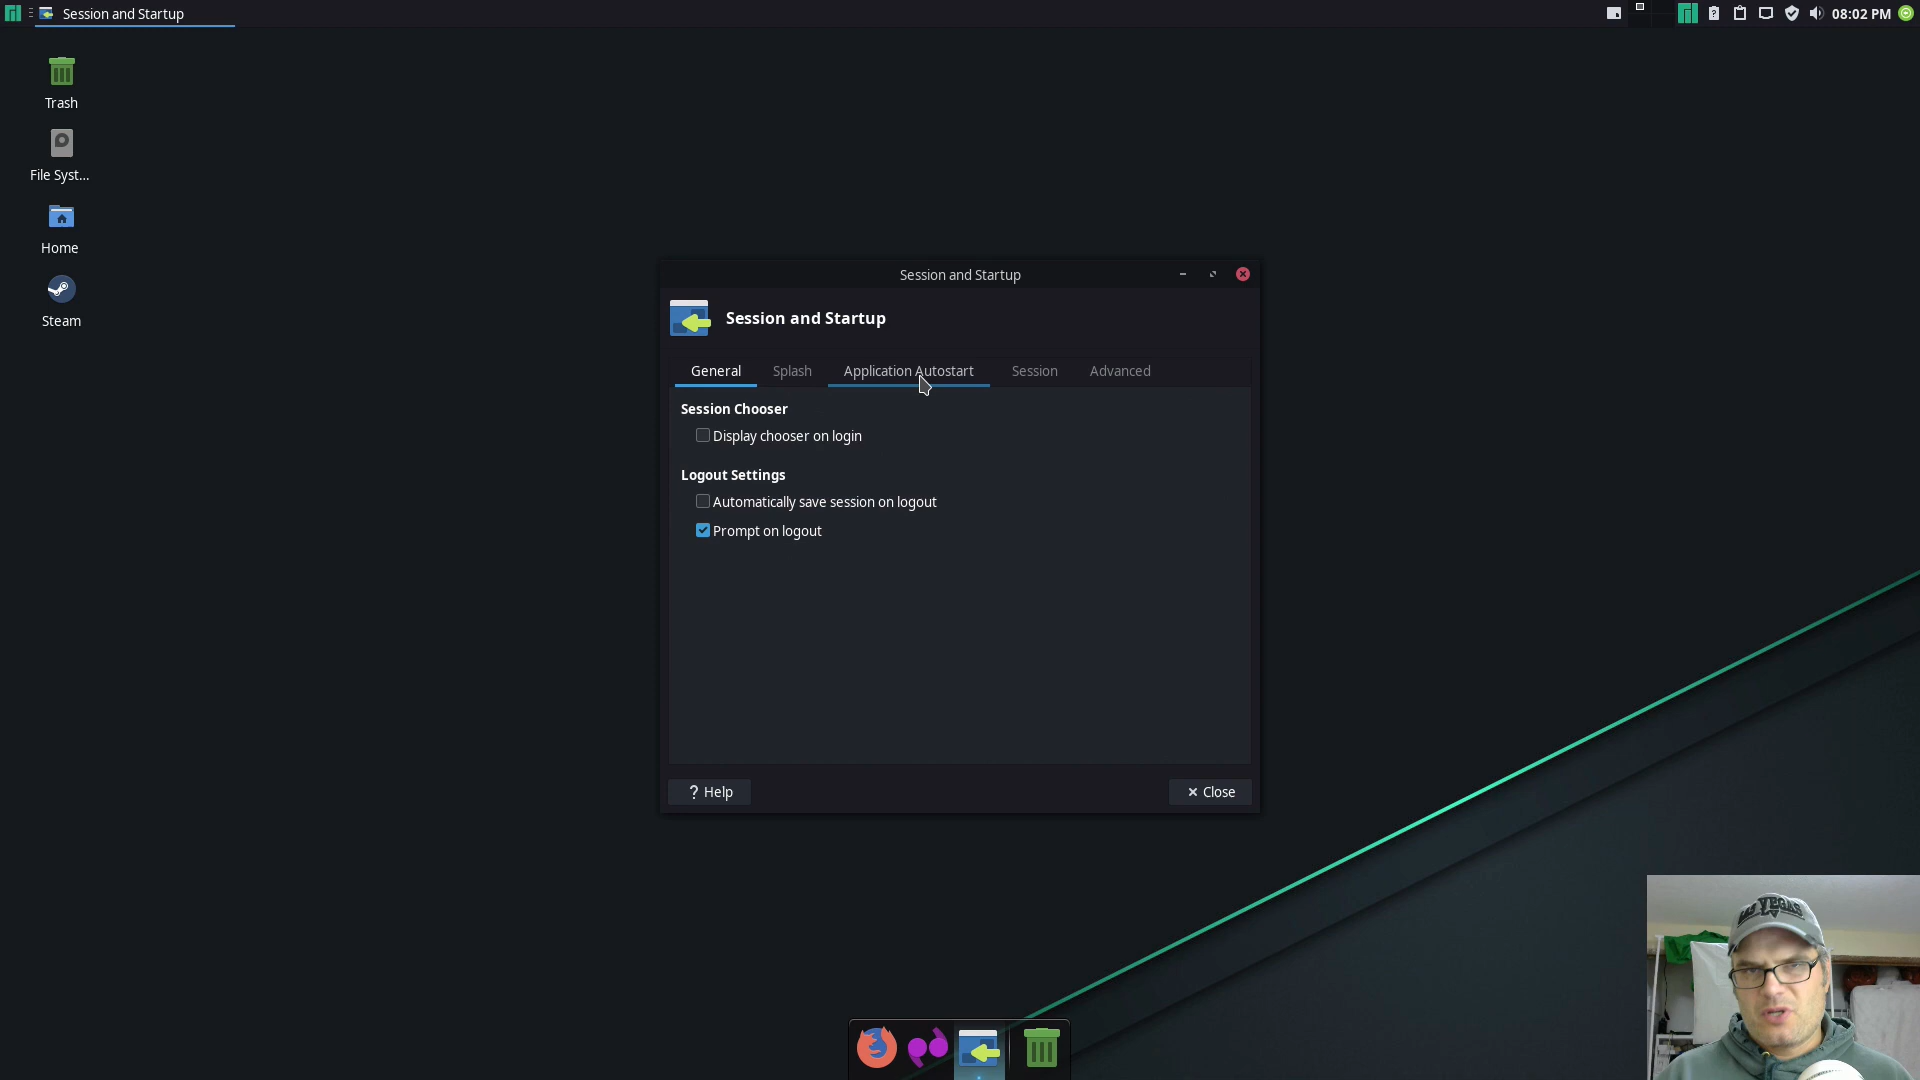 Session and Startup
08:02 PM
Trash
File Syst...
Home
Steam
Session and Startup
Session and Startup
General
Splash
Application Autostart
Session
Advanced
Session Chooser
Display chooser on login
Logout Settings
Automatically save session on logout
Prompt on logout
? Help
Close
LAS VEGAS